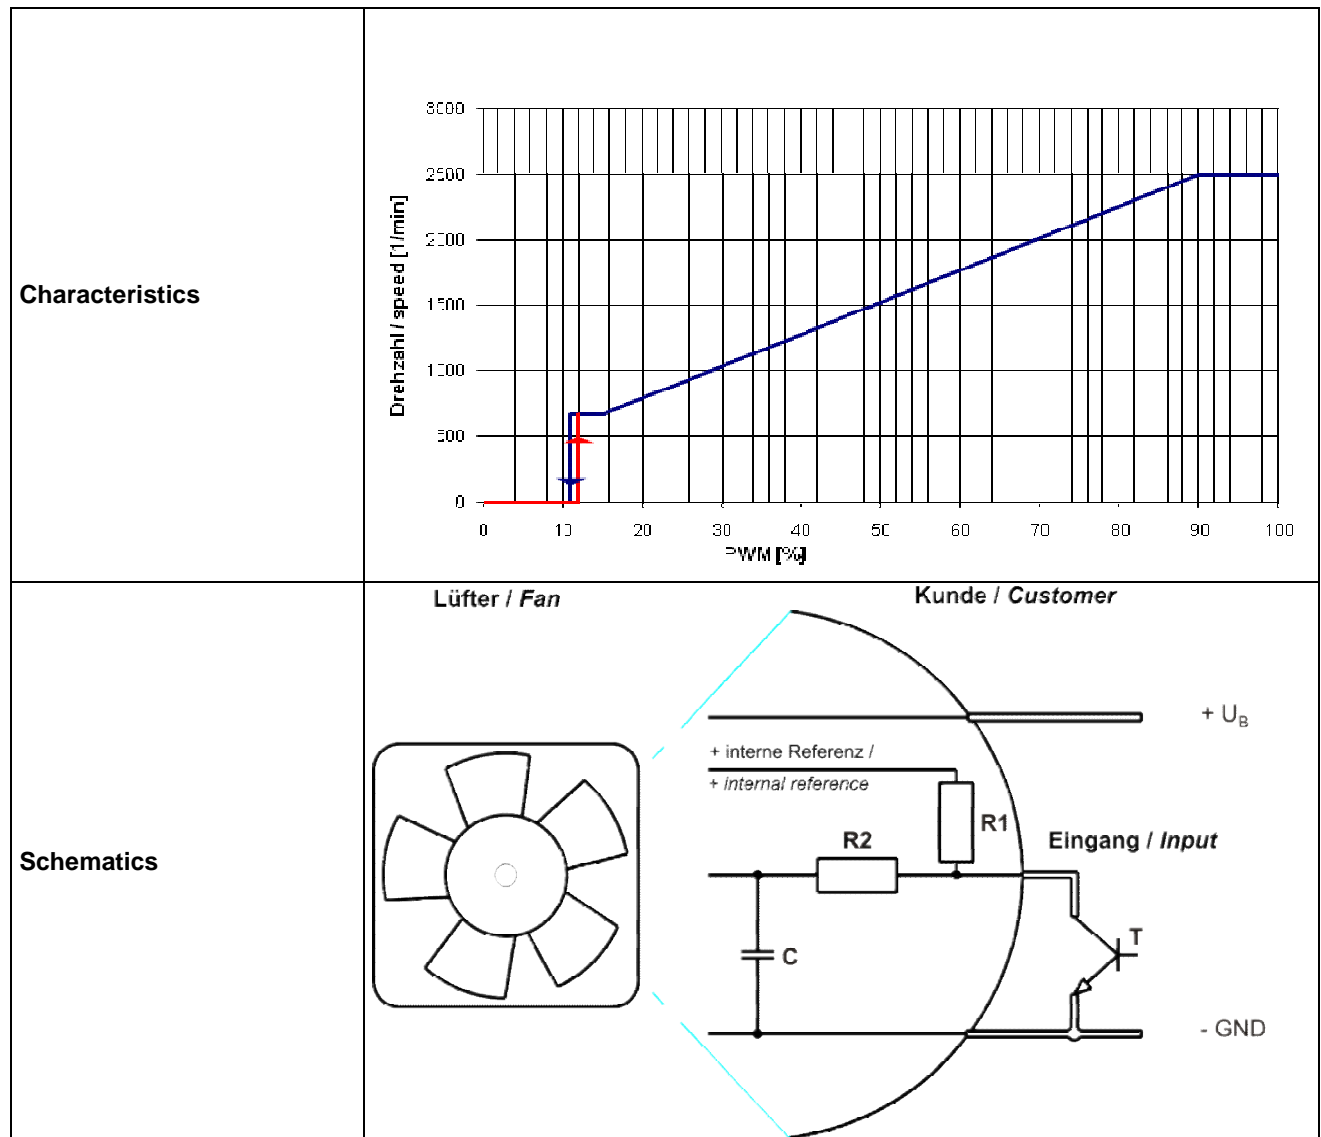 Characteristics
3000
2500
2000
1500
1000
500
0
Drehzahl / speed [1/min]
0 10 20 30 40 50 60 70 80 90 100
PWM [%]
Schematics
Lüfter / Fan
Kunde / Customer
+ U_B
+ interne Referenz /
+ internal reference
R1
R2
Eingang / Input
C
T
- GND